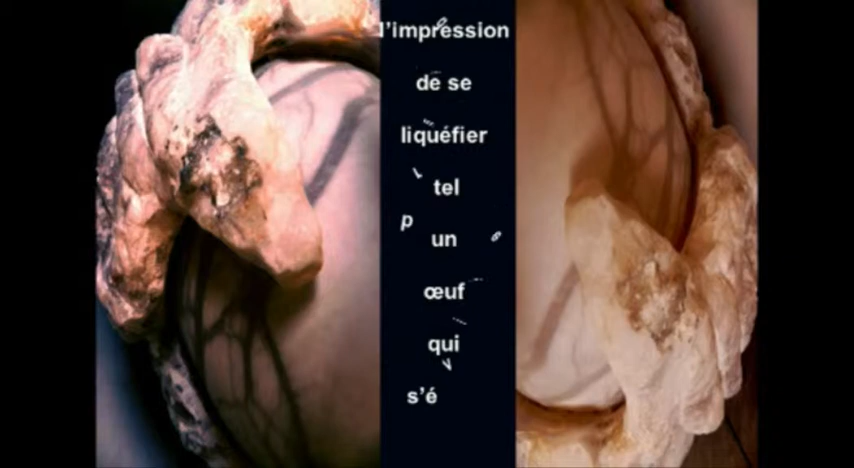 l'impression
de se
liquéfier
tel
un
œuf
qui
s'é